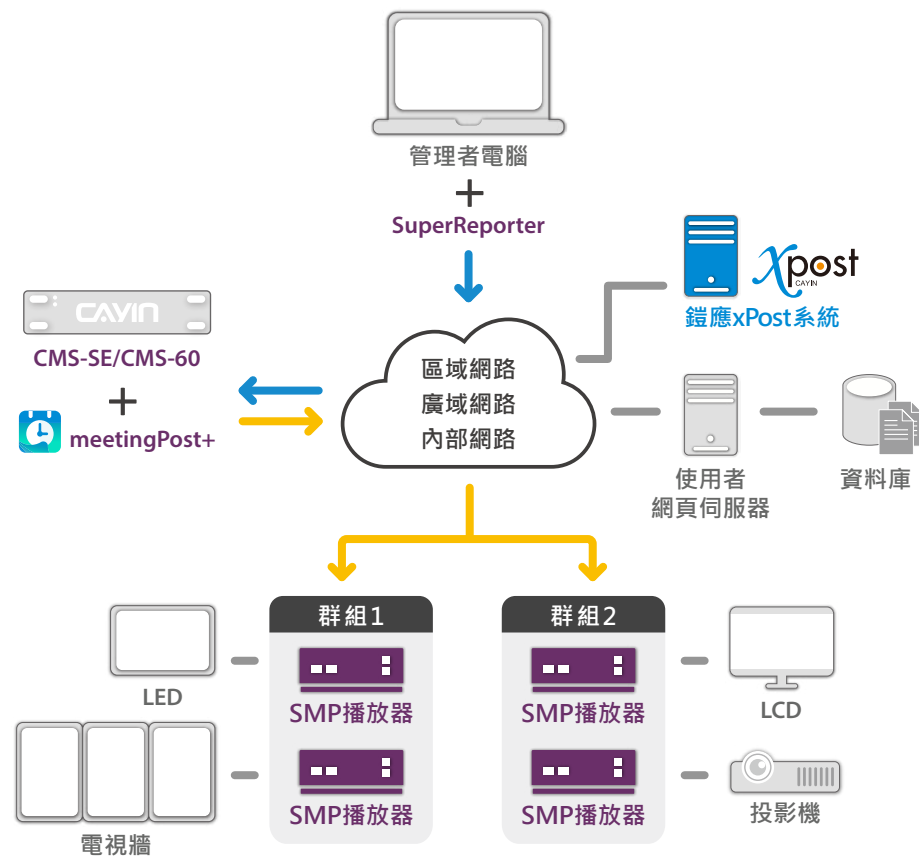 管理者電腦
+
SuperReporter
Xpost
CAYIN
鎧應xPost系統
CAYIN
CMS-SE/CMS-60
+
meetingPost+
區域網路
廣域網路
內部網路
使用者
網頁伺服器
資料庫
群組1
SMP播放器
SMP播放器
群組2
SMP播放器
SMP播放器
LED
電視牆
LCD
投影機